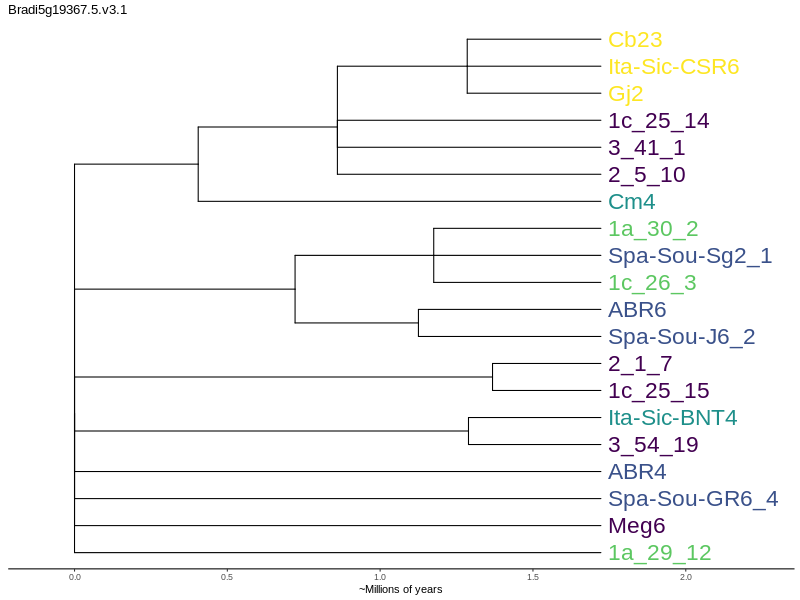 Bradi5g19367.5.v3.1
Cb23
Ita-Sic-CSR6
Gj2
1c_25_14
3_41_1
2_5_10
Cm4
1a_30_2
Spa-Sou-Sg2_1
1c_26_3
ABR6
Spa-Sou-J6_2
2_1_7
1c_25_15
Ita-Sic-BNT4
3_54_19
ABR4
Spa-Sou-GR6_4
Meg6
1a_29_12
0.0 0.5 1.0 1.5 2.0
~Millions of years